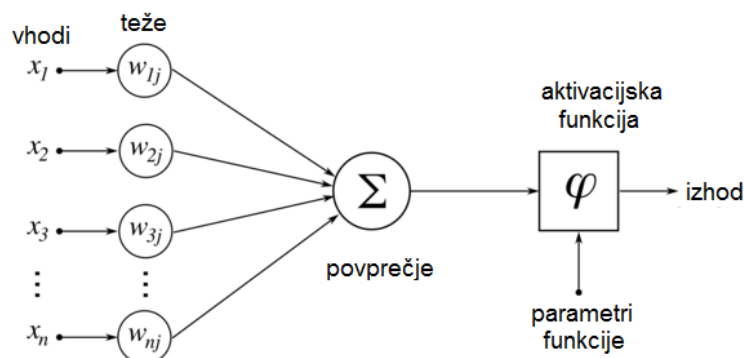 vhodi
teže
x1
w1j
x2
w2j
x3
w3j
⋮
⋮
xn
wnj
Σ
povprečje
aktivacijska
funkcija
φ
izhod
parametri
funkcije